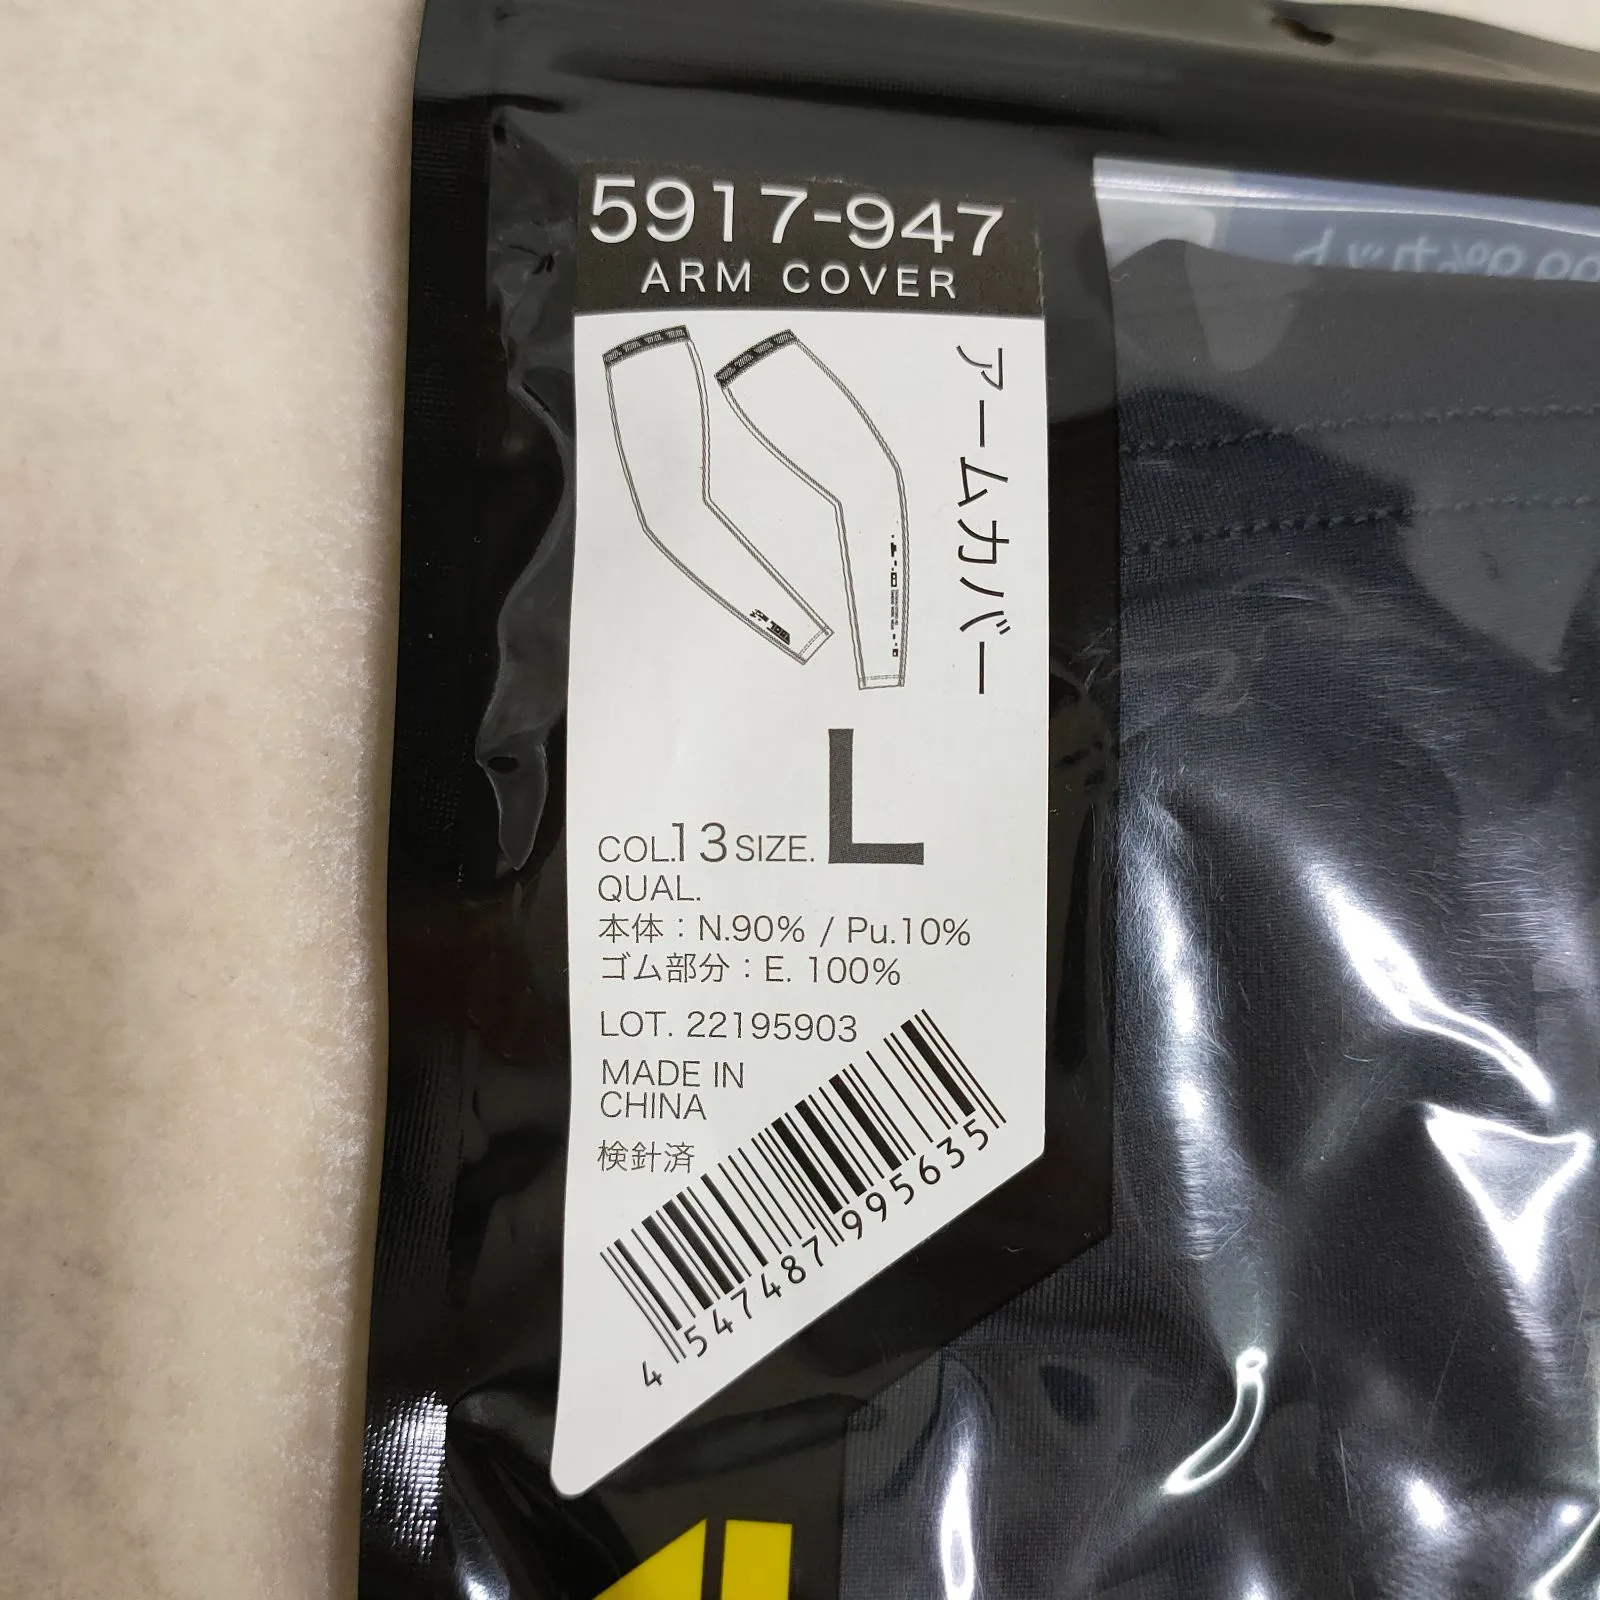 5917-947
ARM COVER
アームカバー
COL.13 SIZE. L
QUAL.
本体：N.90% / Pu.10%
ゴム部分：E. 100%
LOT. 22195903
MADE IN
CHINA
検針済
4547487995635